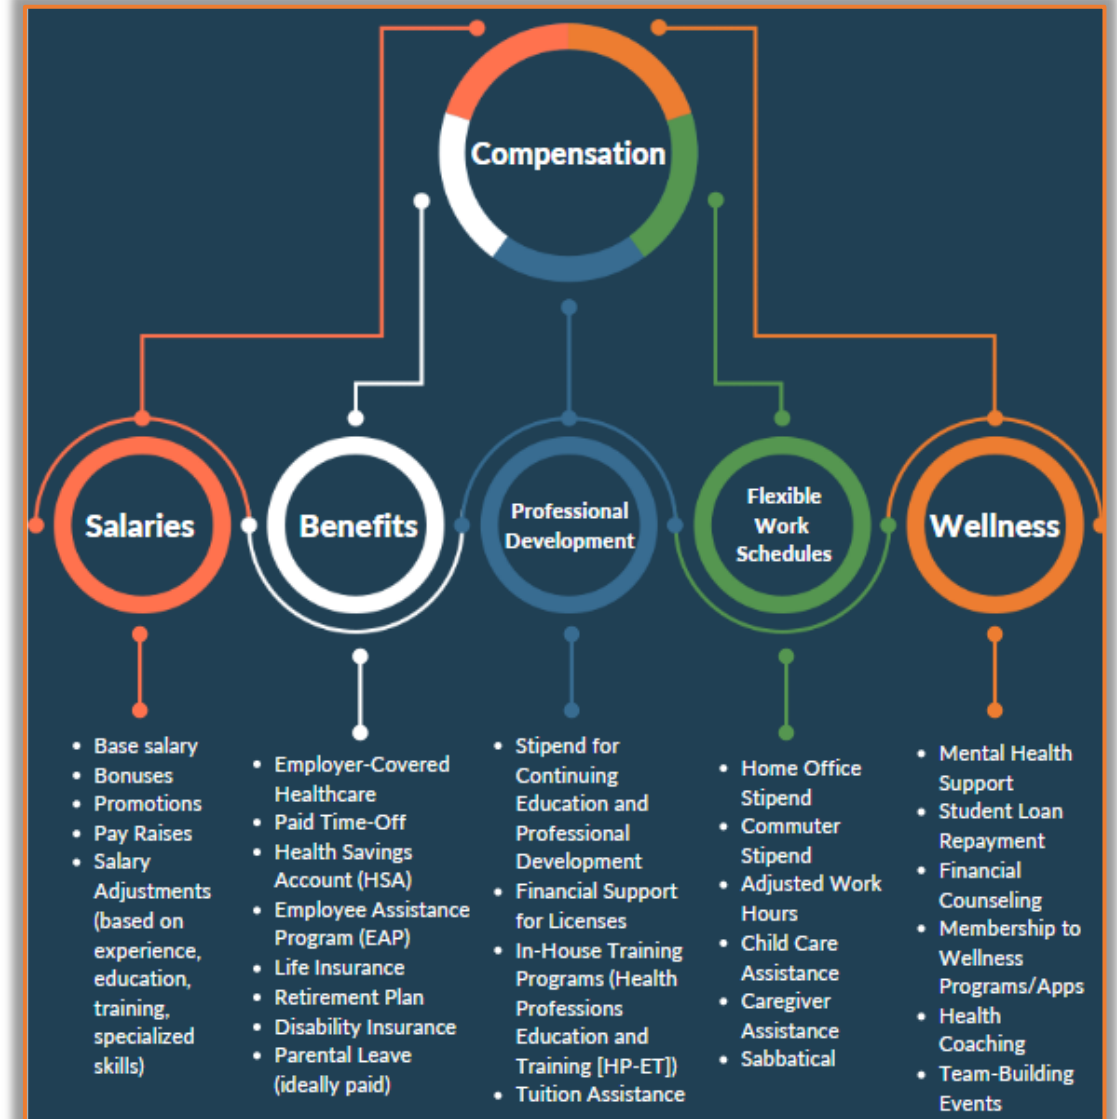 Compensation
Salaries
Benefits
Professional
Development
Flexible
Work
Schedules
Wellness
• Base salary
• Bonuses
• Promotions
• Pay Raises
• Salary
Adjustments
(based on
experience,
education,
training,
specialized
skills)
• Employer-Covered
Healthcare
• Paid Time-Off
• Health Savings
Account (HSA)
• Employee Assistance
Program (EAP)
• Life Insurance
• Retirement Plan
• Disability Insurance
• Parental Leave
(ideally paid)
• Stipend for
Continuing
Education and
Professional
Development
• Financial Support
for Licenses
• In-House Training
Programs (Health
Professions
Education and
Training [HP-ET])
• Tuition Assistance
• Home Office
Stipend
• Commuter
Stipend
• Adjusted Work
Hours
• Child Care
Assistance
• Caregiver
Assistance
• Sabbatical
• Mental Health
Support
• Student Loan
Repayment
• Financial
Counseling
• Membership to
Wellness
Programs/Apps
• Health
Coaching
• Team-Building
Events